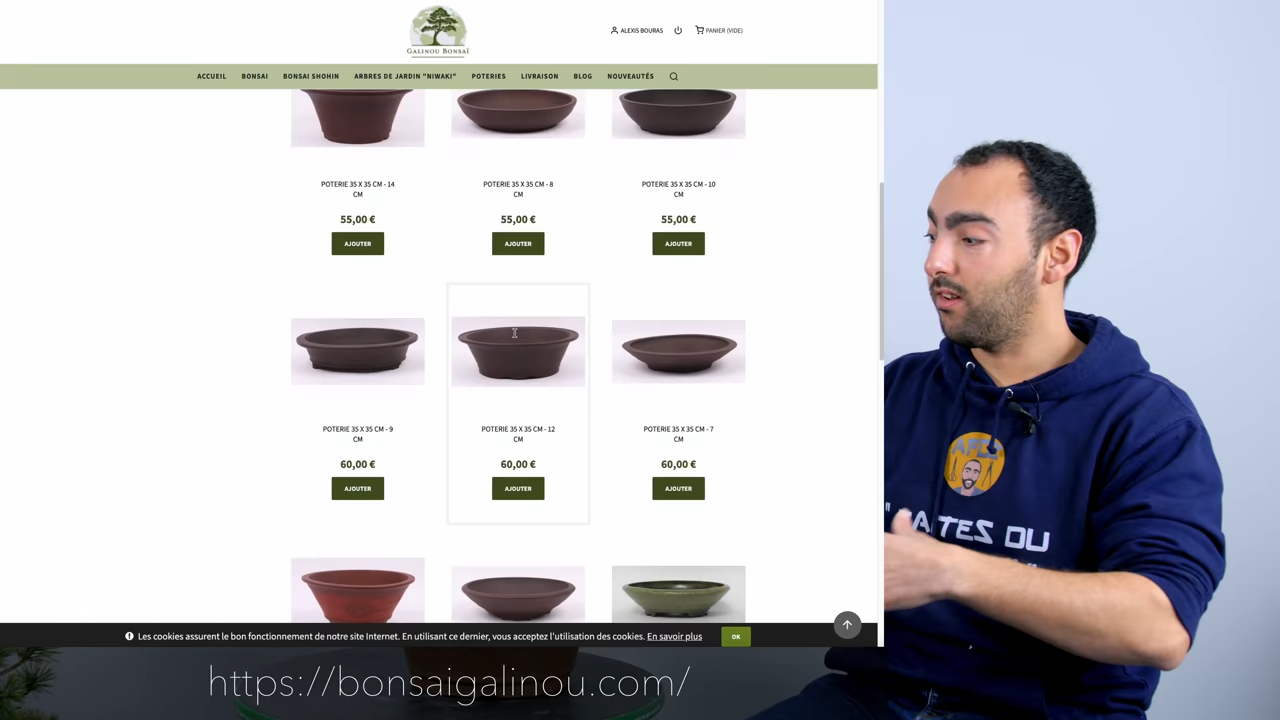 GALINOU BONSAÏ
ALEXIS BOURAS
PANIER (VIDE)
ACCUEIL BONSAI BONSAI SHOHIN ARBRES DE JARDIN "NIWAKI" POTERIES LIVRAISON BLOG NOUVEAUTÉS
POTERIE 35 X 35 CM - 14
CM
55,00 €
AJOUTER
POTERIE 35 X 35 CM - 8
CM
55,00 €
AJOUTER
POTERIE 35 X 35 CM - 10
CM
55,00 €
AJOUTER
POTERIE 35 X 35 CM - 9
CM
60,00 €
AJOUTER
POTERIE 35 X 35 CM - 12
CM
60,00 €
AJOUTER
POTERIE 35 X 35 CM - 7
CM
60,00 €
AJOUTER
Les cookies assurent le bon fonctionnement de notre site Internet. En utilisant ce dernier, vous acceptez l'utilisation des cookies. En savoir plus
OK
https://bonsaigalinou.com/
DU